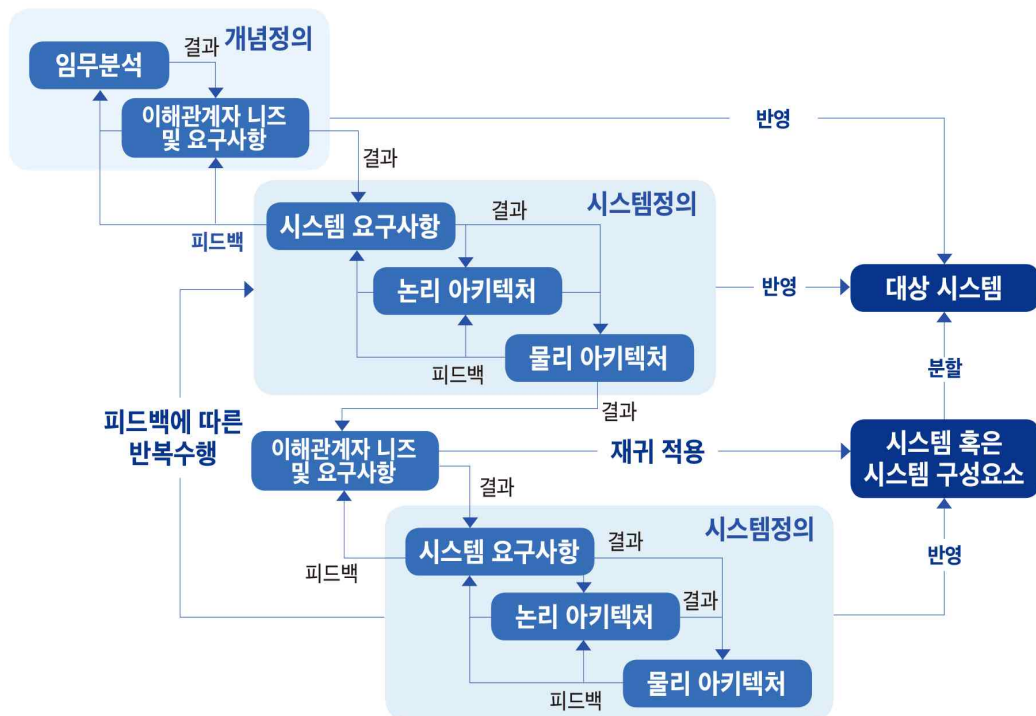 개념정의
결과
임무분석
이해관계자 니즈
및 요구사항
반영
결과
시스템정의
시스템 요구사항
결과
피드백
논리 아키텍처
반영
대상 시스템
물리 아키텍처
피드백
분할
결과
피드백에 따른
반복수행
이해관계자 니즈
및 요구사항
재귀 적용
시스템 혹은
시스템 구성요소
결과
시스템정의
시스템 요구사항
결과
피드백
반영
논리 아키텍처
결과
물리 아키텍처
피드백